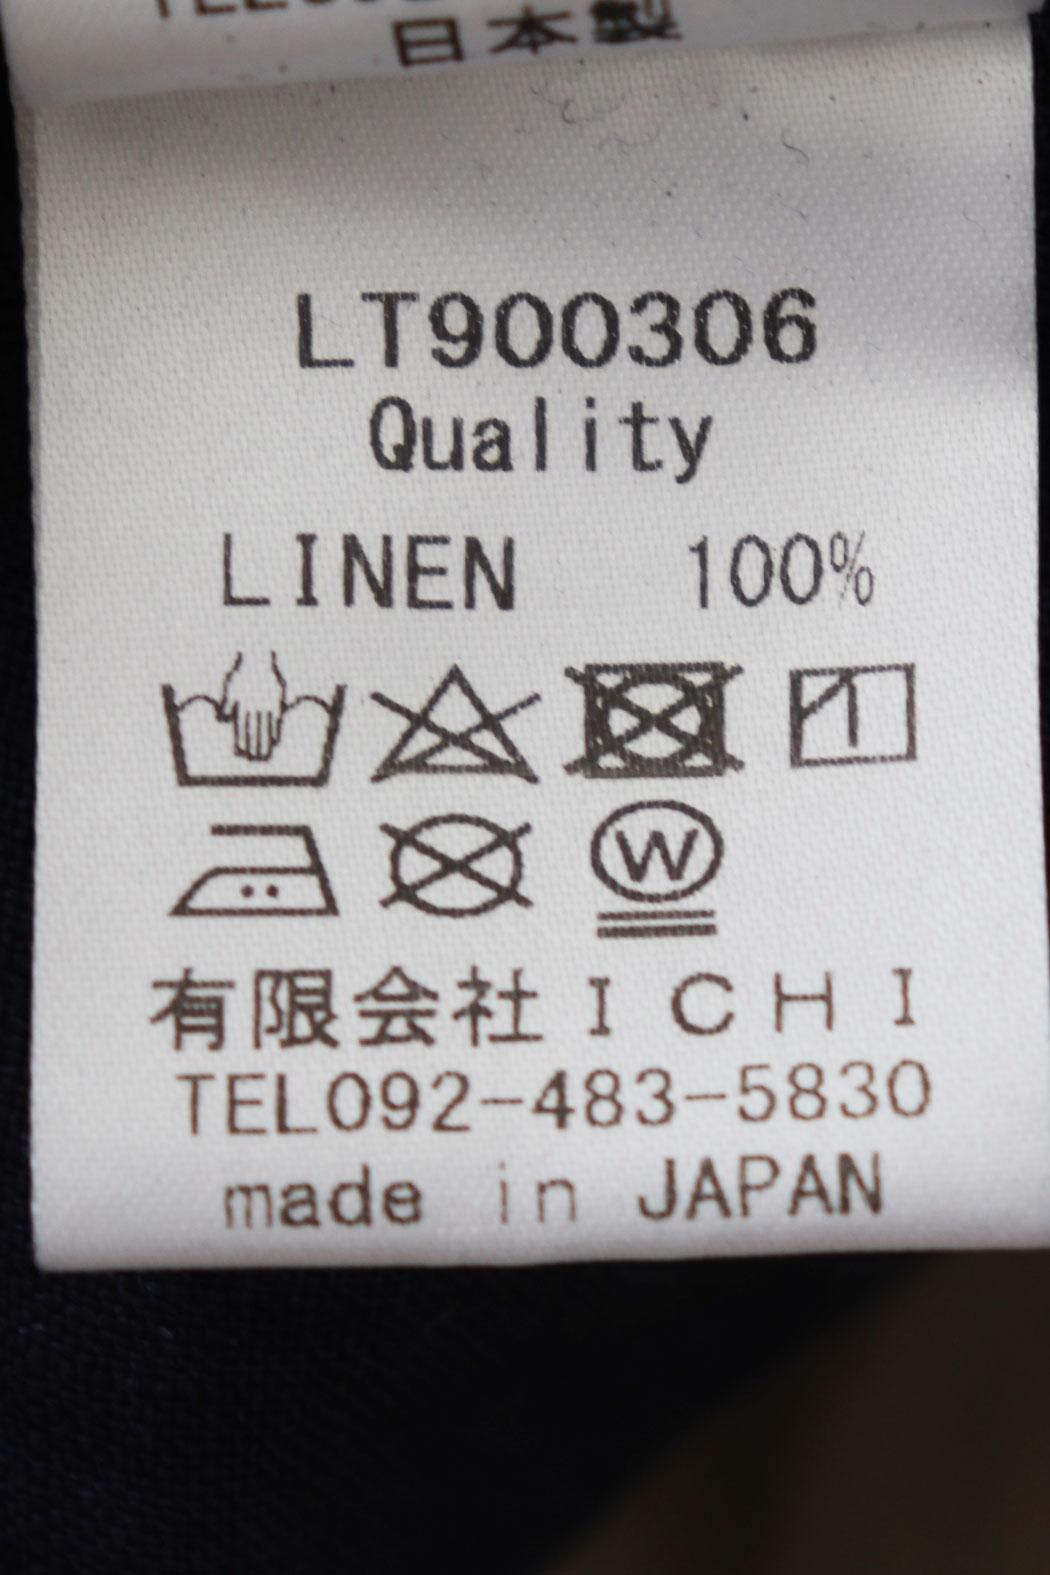 日本製
LT900306
Quality
LINEN 100%
W
有限会社ICHI
TEL092-483-5830
made in JAPAN